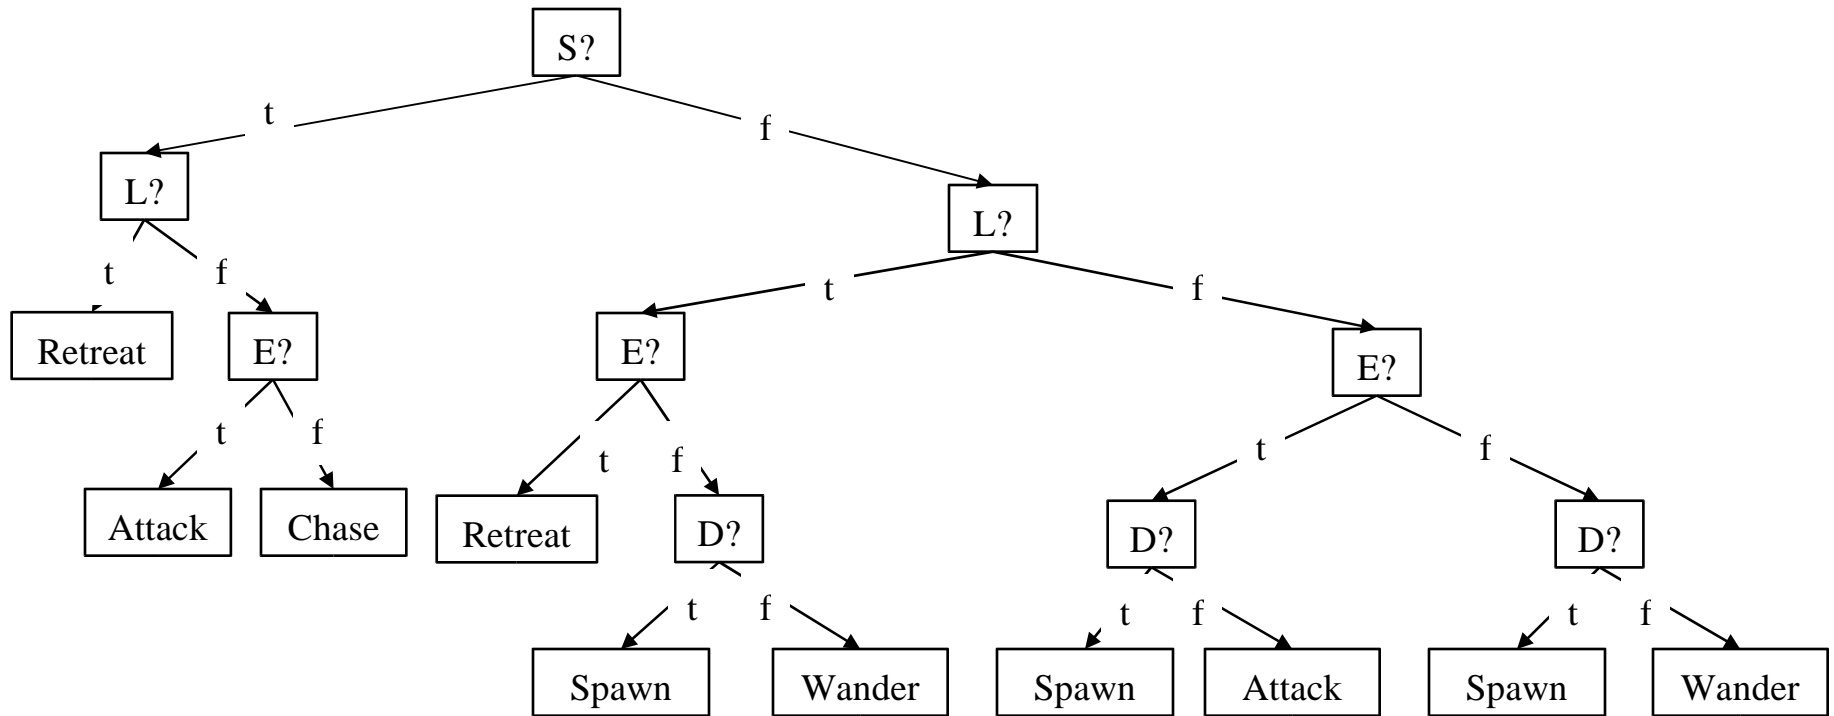 S?
t
f
L?
L?
t
f
t
f
Retreat
E?
E?
E?
t
f
t
f
t
f
Attack
Chase
Retreat
D?
D?
D?
t
f
t
f
t
f
Spawn
Wander
Spawn
Attack
Spawn
Wander